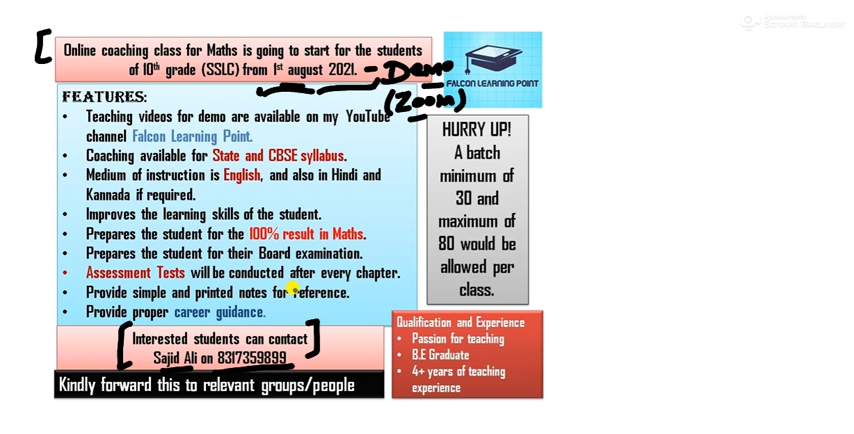 Online coaching class for Maths is going to start for the students
of 10th grade (SSLC) from 1st august 2021. - Demo
(Zoom)
FALCON LEARNING POINT
FEATURES:
• Teaching videos for demo are available on my YouTube
channel Falcon Learning Point.
• Coaching available for State and CBSE syllabus.
• Medium of instruction is English, and also in Hindi and
Kannada if required.
• Improves the learning skills of the student.
• Prepares the student for the 100% result in Maths.
• Prepares the student for their Board examination.
• Assessment Tests will be conducted after every chapter.
• Provide simple and printed notes for reference.
• Provide proper career guidance.
HURRY UP!
A batch
minimum of
30 and
maximum of
80 would be
allowed per
class.
Interested students can contact
Sajid Ali on 8317359899
Kindly forward this to relevant groups/people
Qualification and Experience
• Passion for teaching
• B.E Graduate
• 4+ years of teaching
experience
Screen Recorder